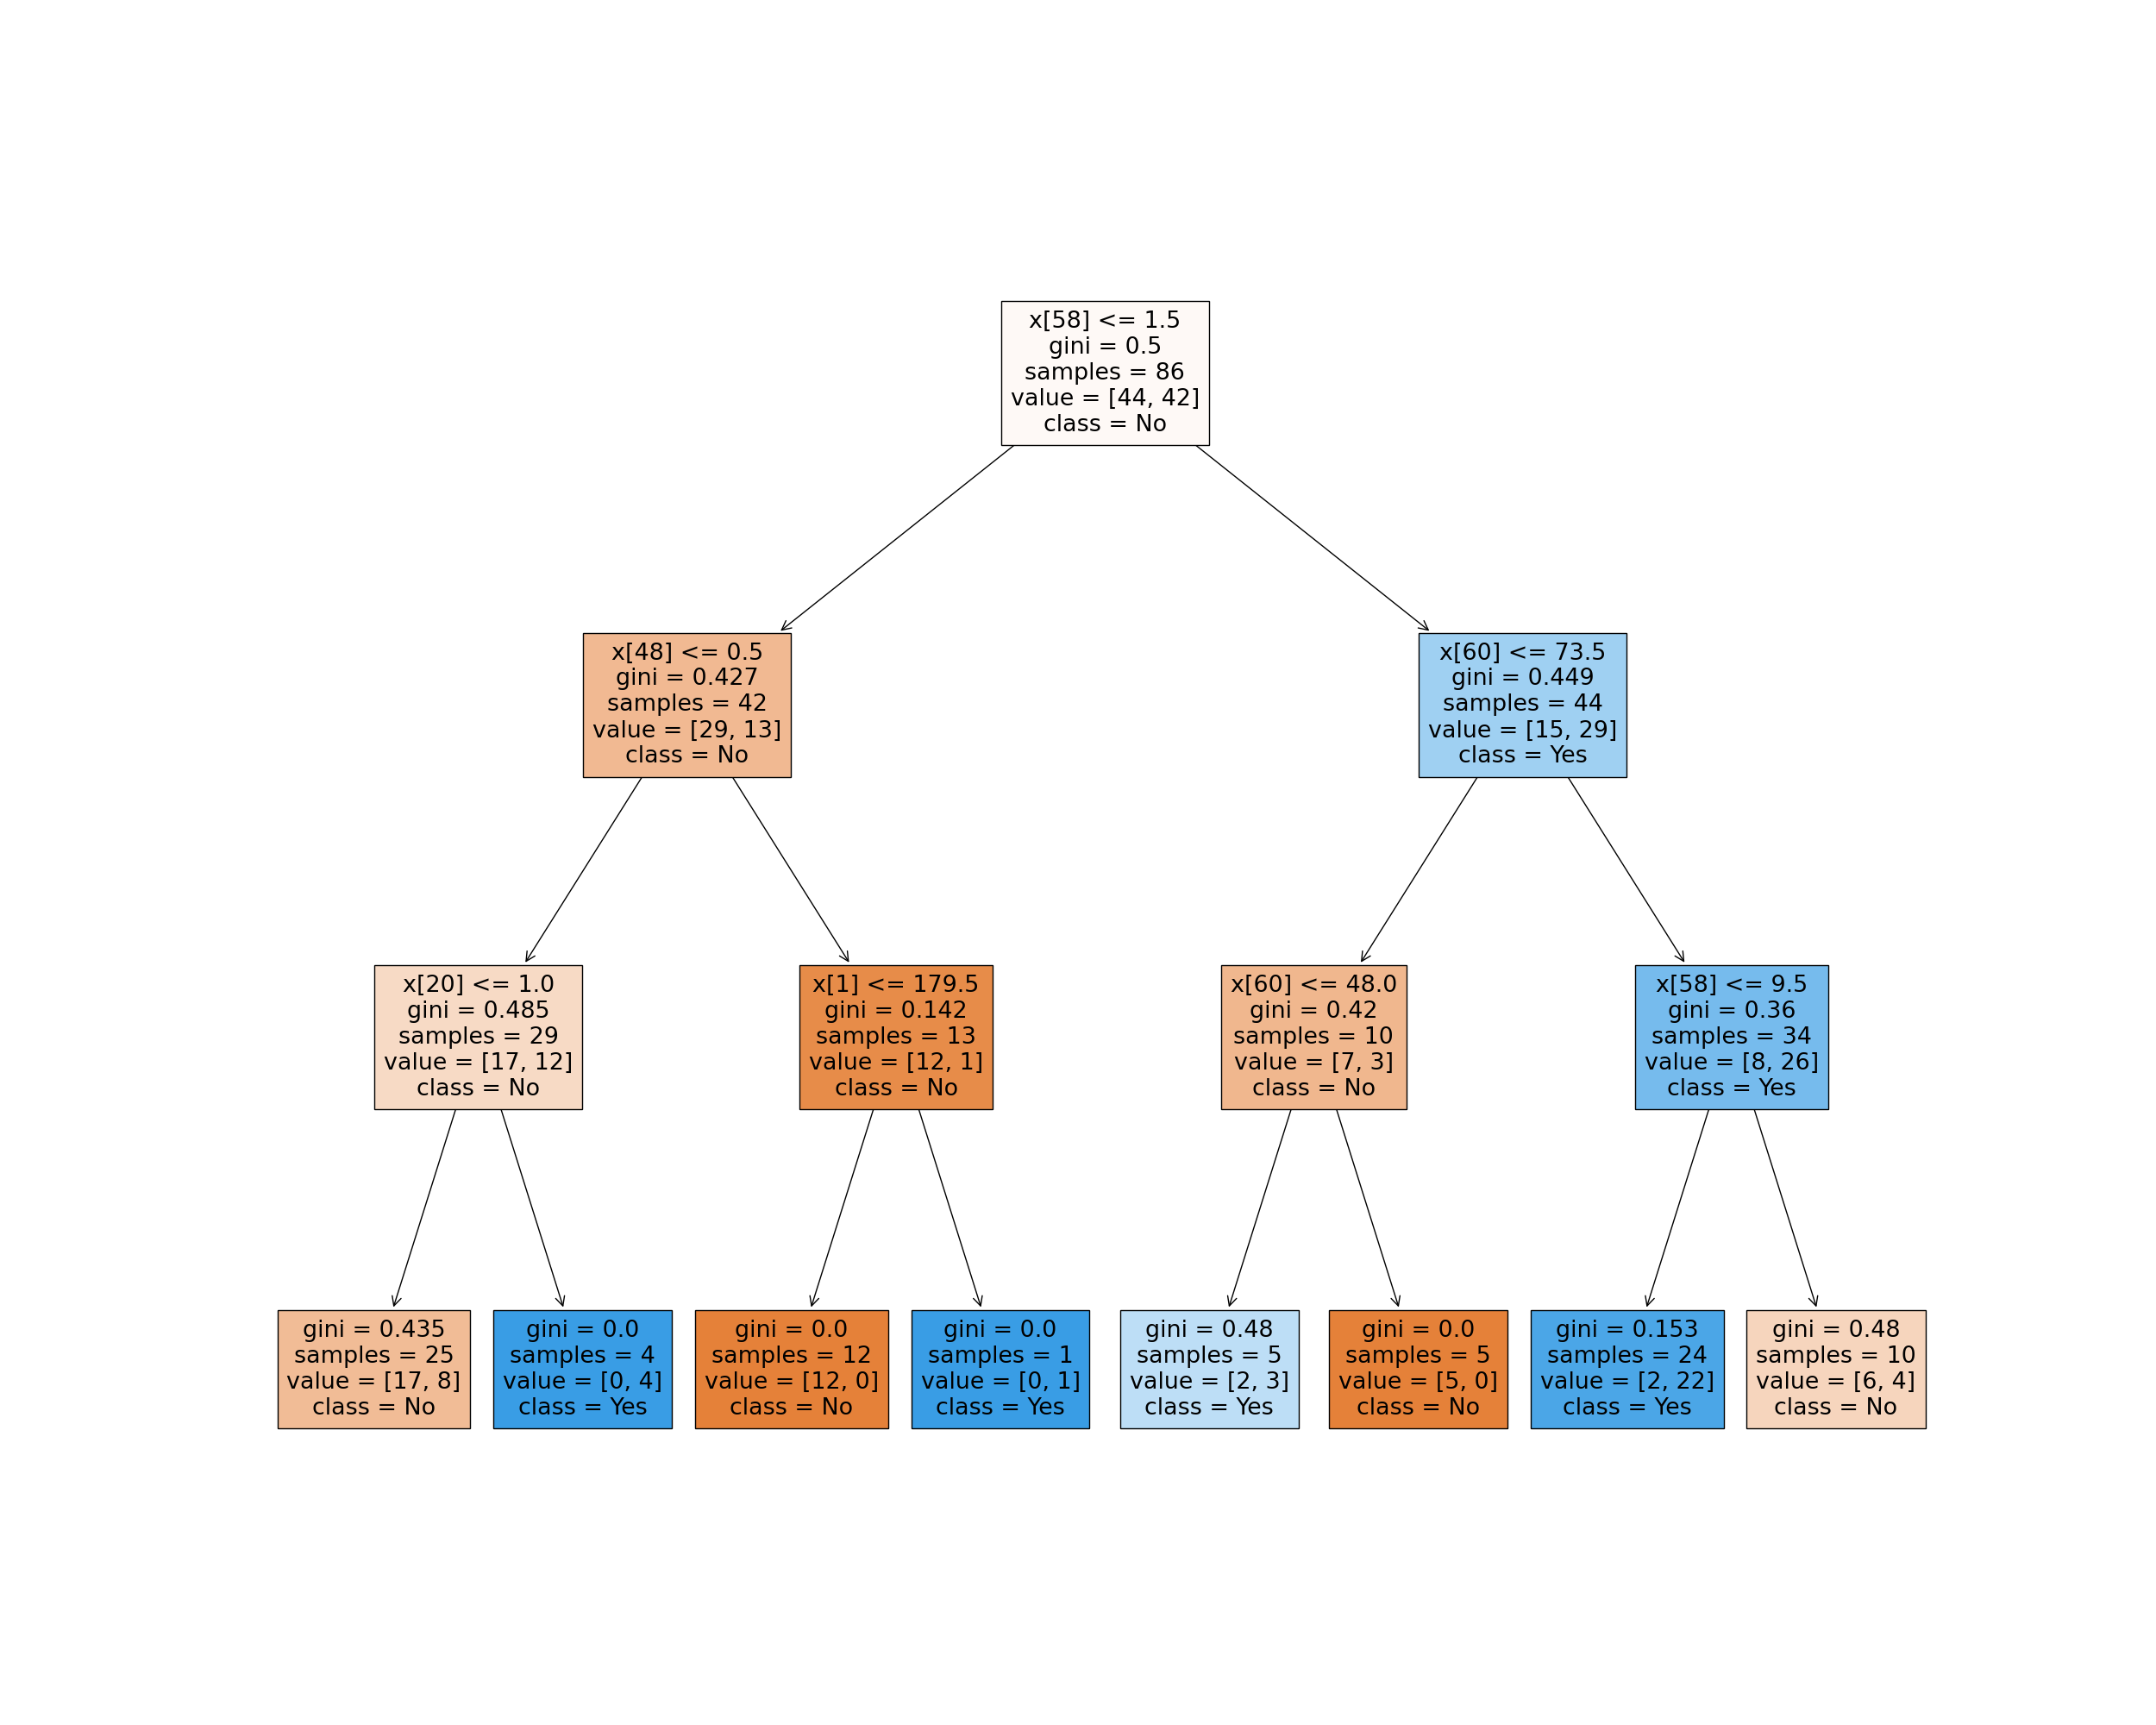 x[58] <= 1.5
gini = 0.5
samples = 86
value = [44, 42]
class = No
x[48] <= 0.5
gini = 0.427
samples = 42
value = [29, 13]
class = No
x[60] <= 73.5
gini = 0.449
samples = 44
value = [15, 29]
class = Yes
x[20] <= 1.0
gini = 0.485
samples = 29
value = [17, 12]
class = No
x[1] <= 179.5
gini = 0.142
samples = 13
value = [12, 1]
class = No
x[60] <= 48.0
gini = 0.42
samples = 10
value = [7, 3]
class = No
x[58] <= 9.5
gini = 0.36
samples = 34
value = [8, 26]
class = Yes
gini = 0.435
samples = 25
value = [17, 8]
class = No
gini = 0.0
samples = 4
value = [0, 4]
class = Yes
gini = 0.0
samples = 12
value = [12, 0]
class = No
gini = 0.0
samples = 1
value = [0, 1]
class = Yes
gini = 0.48
samples = 5
value = [2, 3]
class = Yes
gini = 0.0
samples = 5
value = [5, 0]
class = No
gini = 0.153
samples = 24
value = [2, 22]
class = Yes
gini = 0.48
samples = 10
value = [6, 4]
class = No